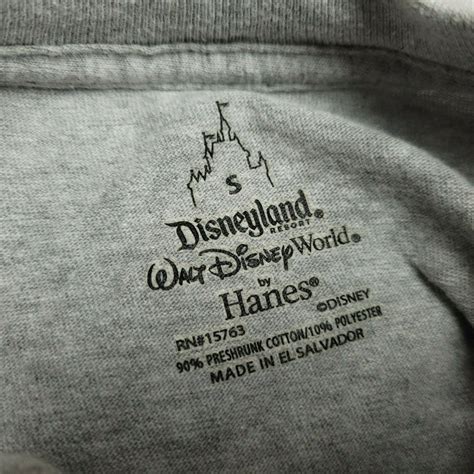 S
Disneyland®
RESORT
WALT DISNEY World®
by
Hanes®
©DISNEY
RN#15763
90% PRESHRUNK COTTON/10% POLYESTER
MADE IN EL SALVADOR